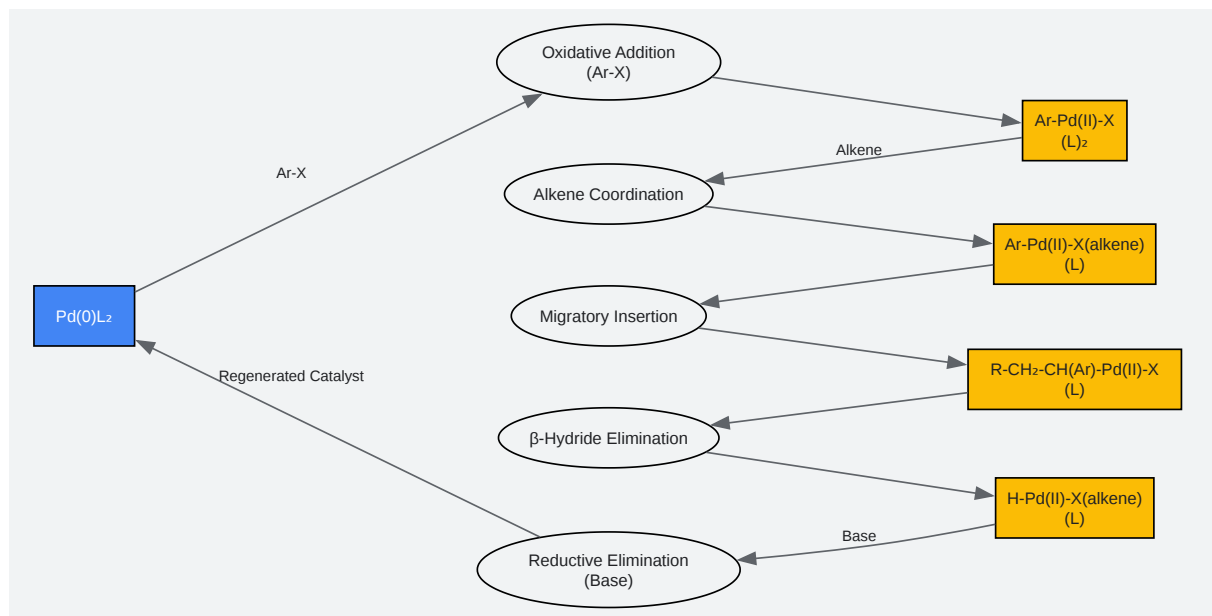 Oxidative Addition
(Ar-X)
Ar-Pd(II)-X
(L)₂
Alkene
Ar-X
Alkene Coordination
Ar-Pd(II)-X(alkene)
(L)
Pd(0)L₂
Migratory Insertion
R-CH₂-CH(Ar)-Pd(II)-X
(L)
Regenerated Catalyst
β-Hydride Elimination
H-Pd(II)-X(alkene)
(L)
Base
Reductive Elimination
(Base)